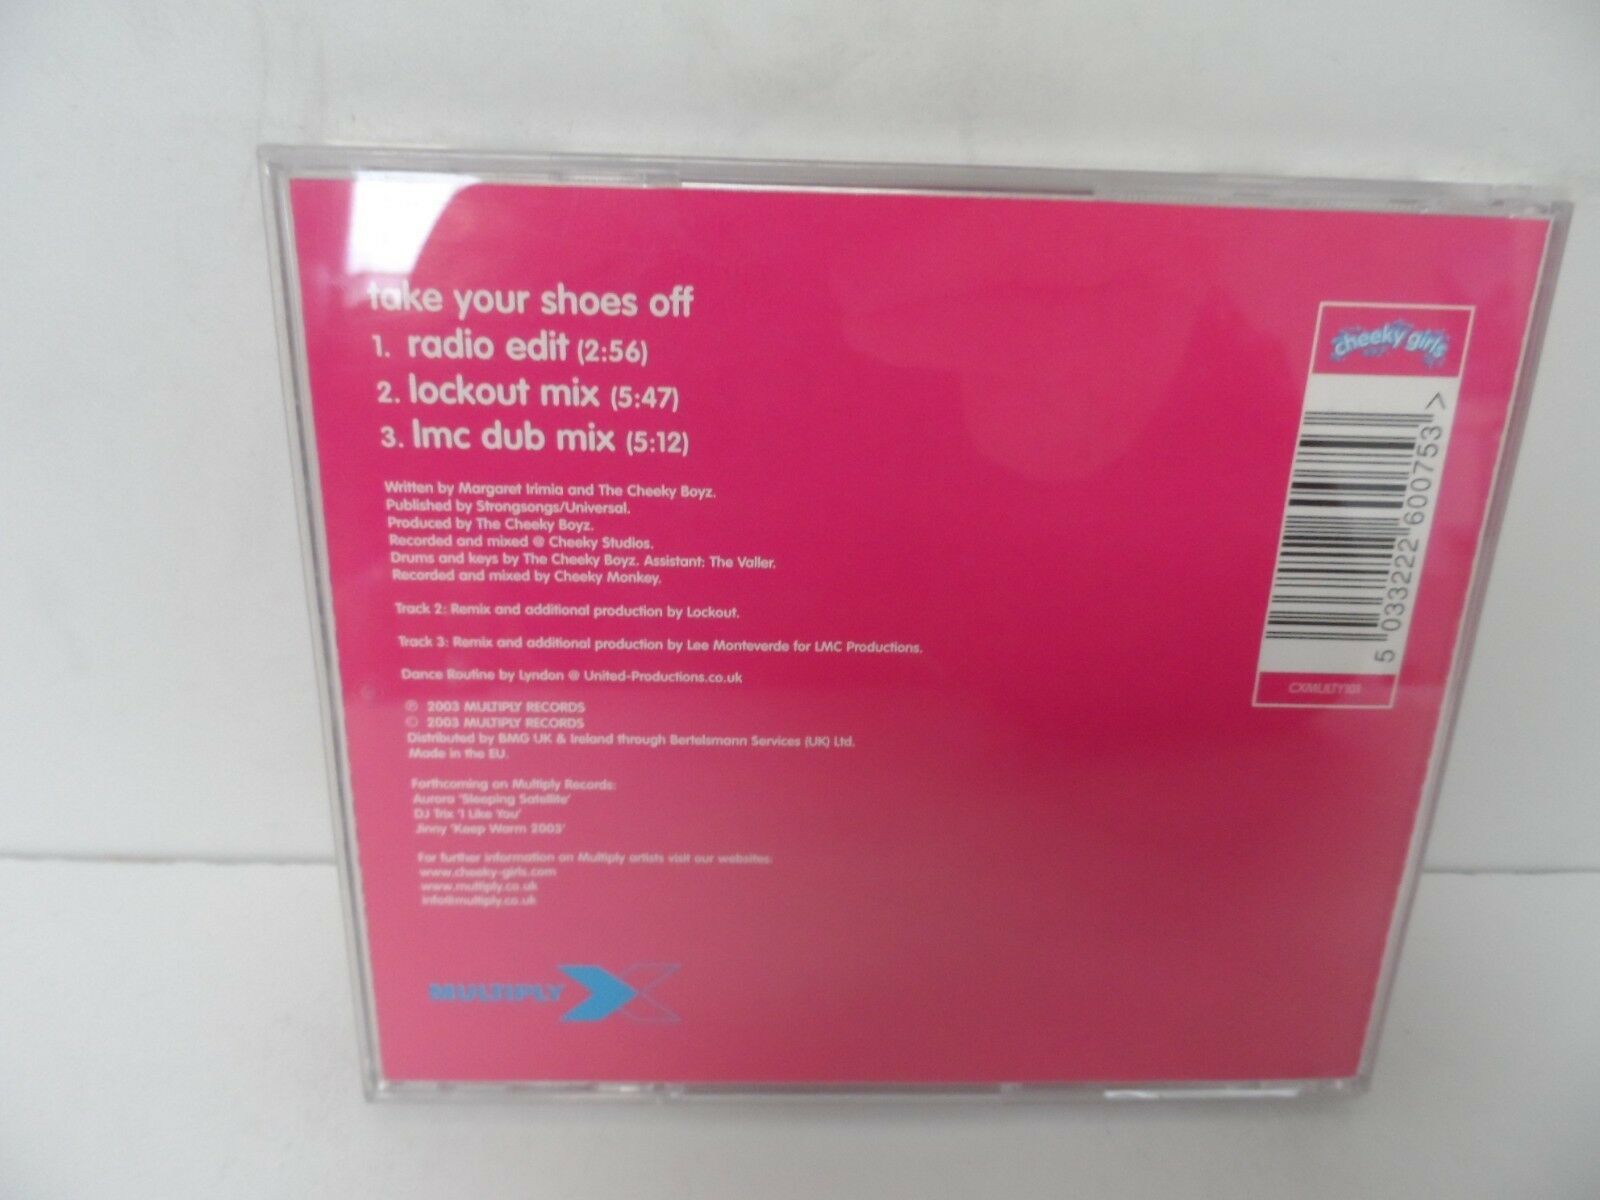 take your shoes off
1. radio edit (2:56)
2. lockout mix (5:47)
3. lmc dub mix (5:12)
Written by Margaret Irimia and The Cheeky Boyz.
Published by Strongsongs/Universal.
Produced by The Cheeky Boyz.
Recorded and mixed @ Cheeky Studios.
Drums and keys by The Cheeky Boyz. Assistant: The Valler.
Recorded and mixed by Cheeky Monkey.
Track 2: Remix and additional production by Lockout.
Track 3: Remix and additional production by Lee Monteverde for LMC Productions.
Dance Routine by Lyndon @ United-Productions.co.uk
℗ 2003 MULTIPLY RECORDS
© 2003 MULTIPLY RECORDS
Distributed by BMG UK & Ireland through Bertelsmann Services (UK) Ltd.
Made in the EU.
Forthcoming on Multiply Records:
Aurora 'Sleeping Satellite'
DJ Trix 'I Like You'
Jinny 'Keep Warm 2003'
For further information on Multiply artists visit our websites:
www.cheeky-girls.com
www.multiply.co.uk
info@multiply.co.uk
MULTIPLY
cheeky girls
5 033222 600753 >
CXMULTY101